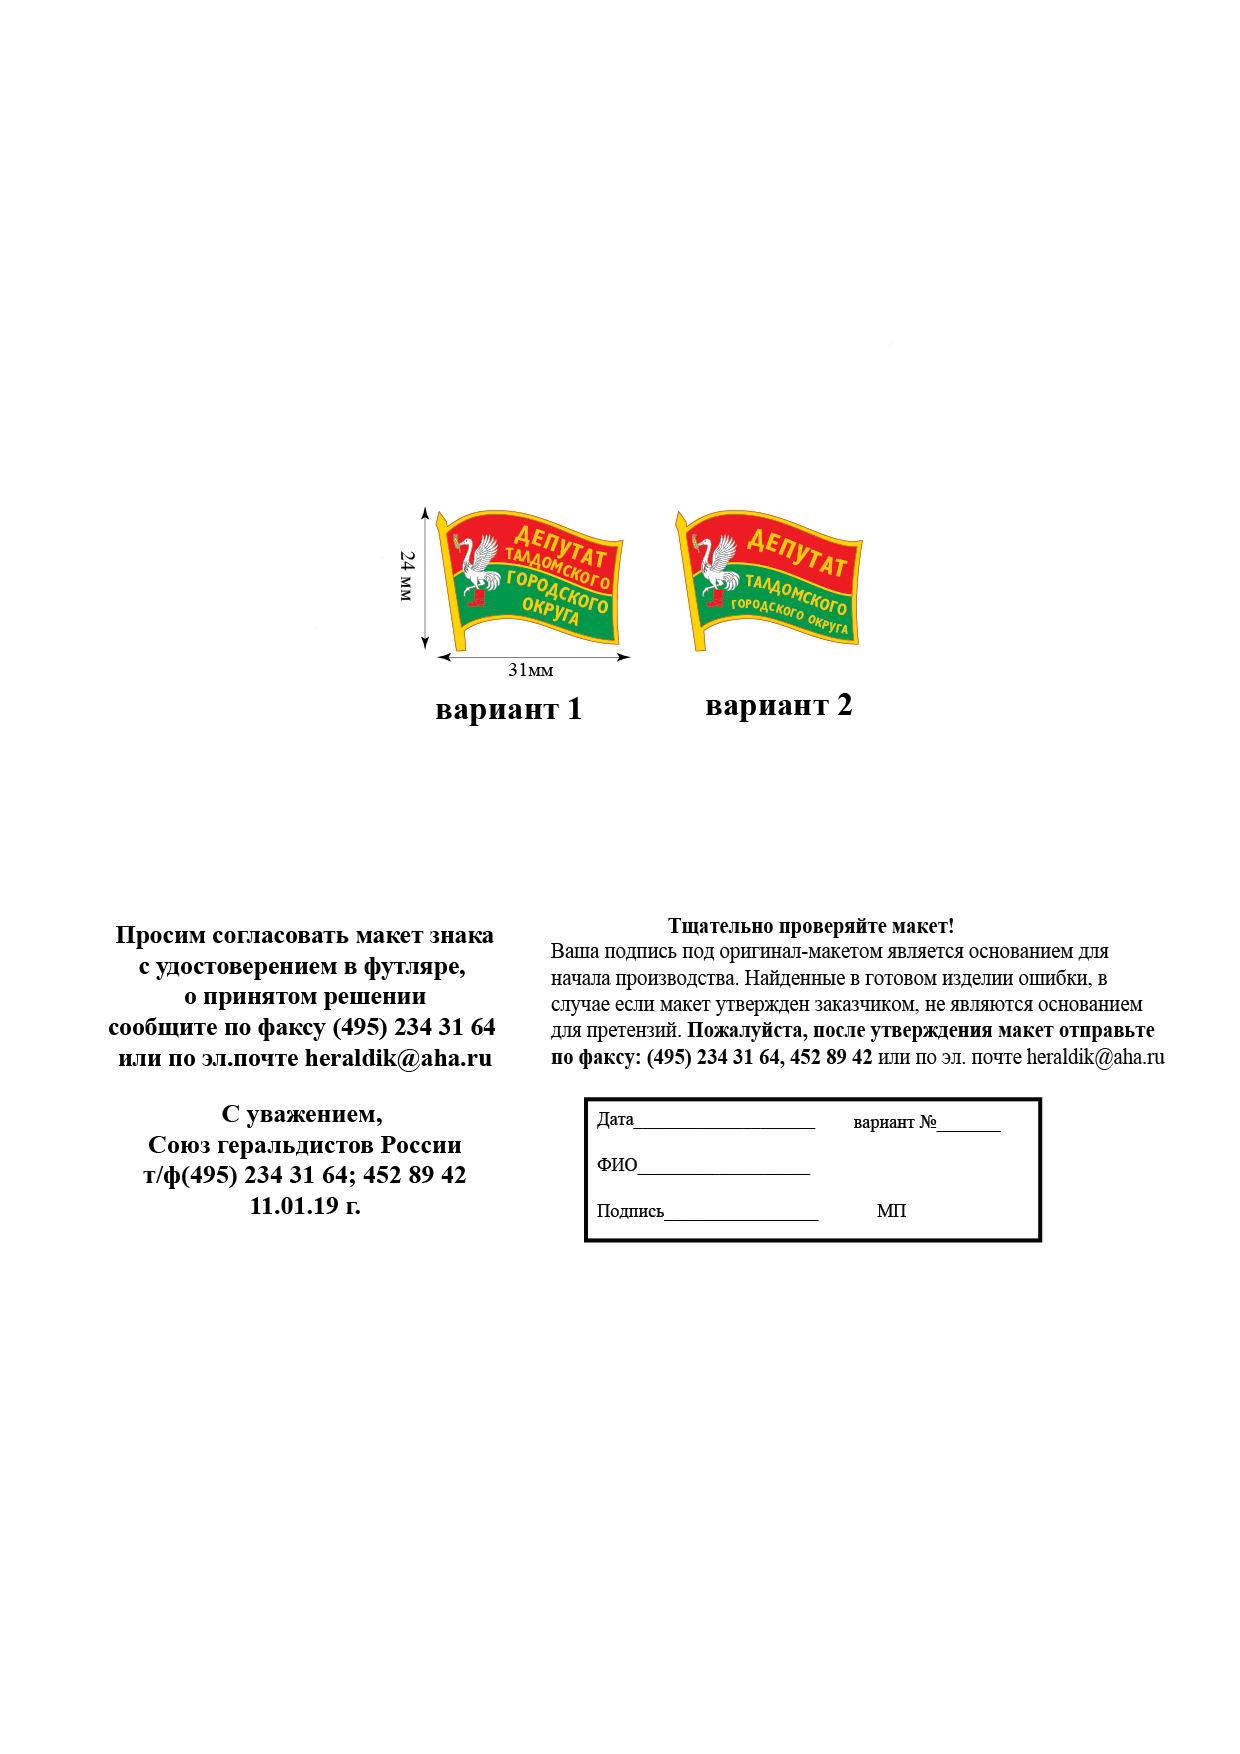 24 мм
ДЕПУТАТ
ТАЛДОМСКОГО
ГОРОДСКОГО
ОКРУГА
31мм
вариант 1
ДЕПУТАТ
ТАЛДОМСКОГО
ГОРОДСКОГО ОКРУГА
вариант 2
Просим согласовать макет знака
с удостоверением в футляре,
о принятом решении
сообщите по факсу (495) 234 31 64
или по эл.почте heraldik@aha.ru
С уважением,
Союз геральдистов России
т/ф(495) 234 31 64; 452 89 42
11.01.19 г.
Тщательно проверяйте макет!
Ваша подпись под оригинал-макетом является основанием для
начала производства. Найденные в готовом изделии ошибки, в
случае если макет утвержден заказчиком, не являются основанием
для претензий. Пожалуйста, после утверждения макет отправьте
по факсу: (495) 234 31 64, 452 89 42 или по эл. почте heraldik@aha.ru
Дата____________________ вариант №_______
ФИО___________________
Подпись_________________ МП